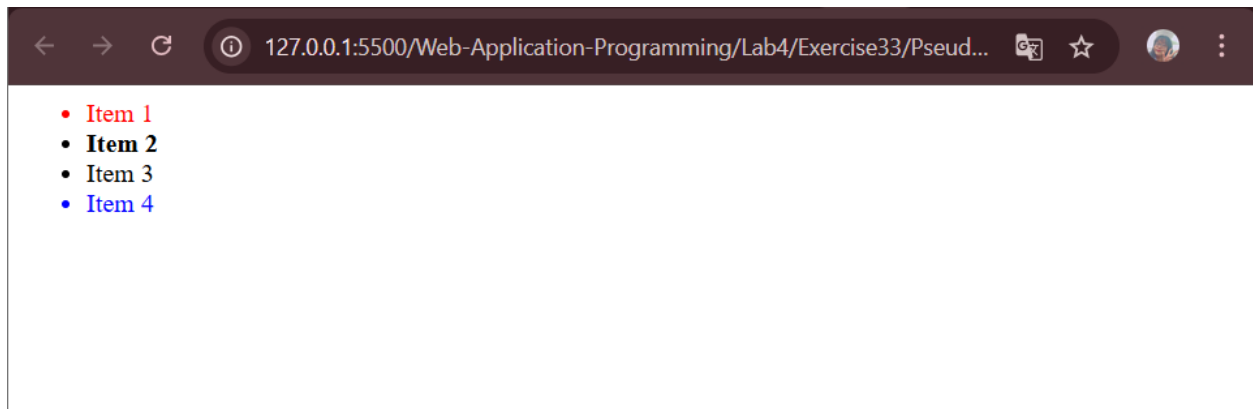 127.0.0.1:5500/Web-Application-Programming/Lab4/Exercise33/Pseud...
Item 1
Item 2
Item 3
Item 4